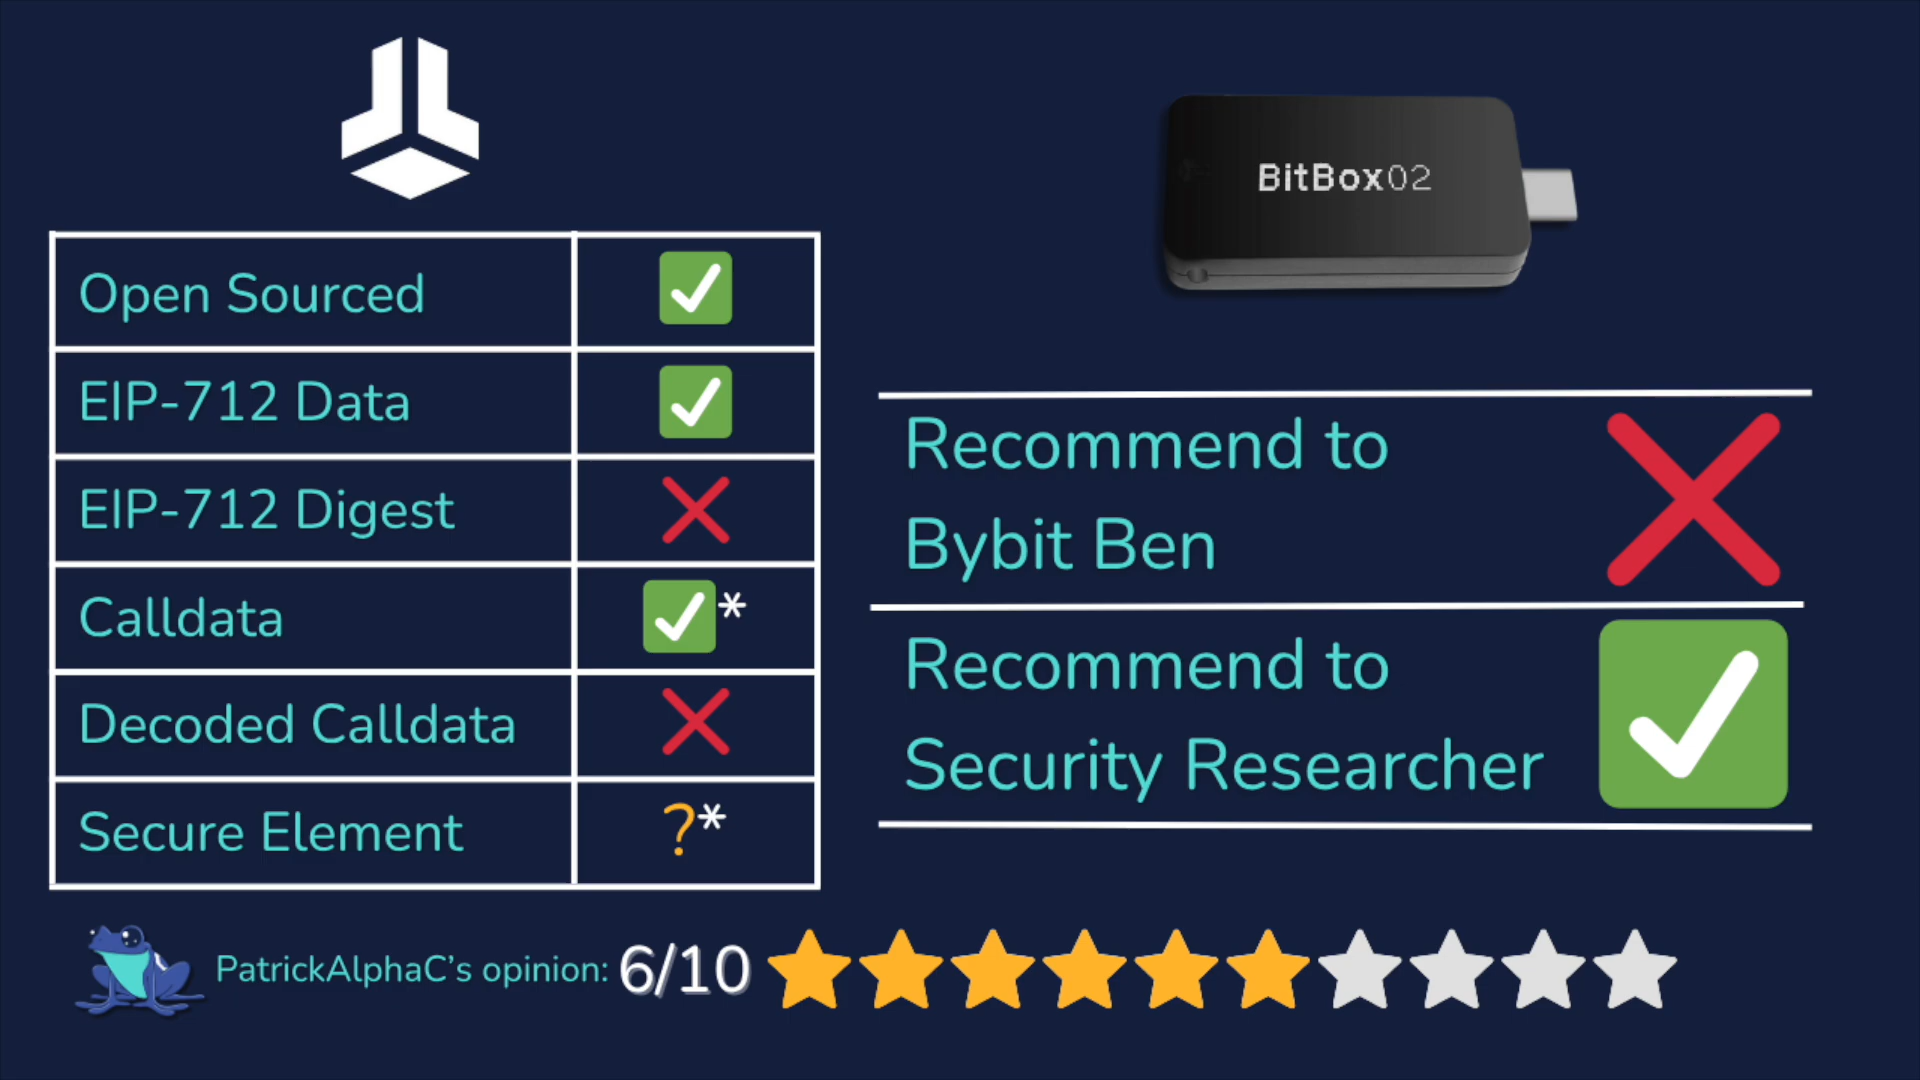 BitBox02
Open Sourced ✅
EIP-712 Data ✅
EIP-712 Digest ❌
Calldata ✅*
Decoded Calldata ❌
Secure Element ?*
Recommend to
Bybit Ben ❌
Recommend to
Security Researcher ✅
PatrickAlphaC's opinion: 6/10